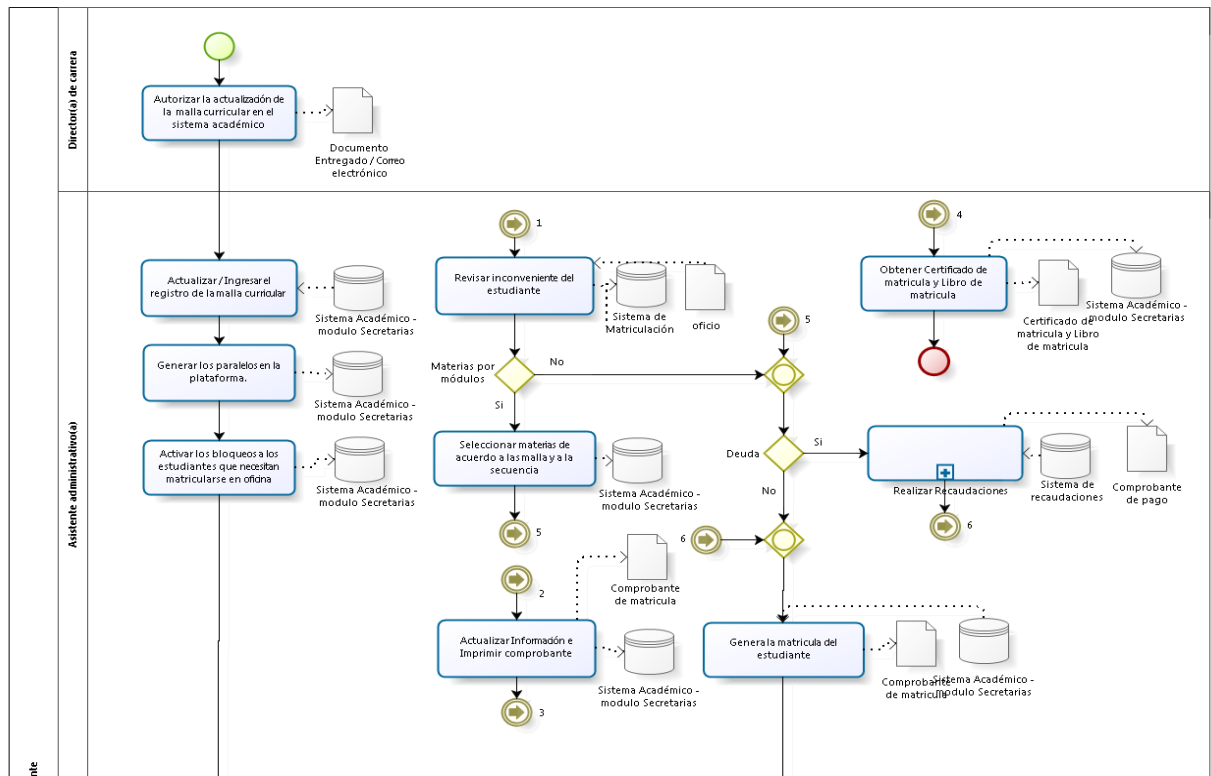 Director(a) de carrera
Autorizar la actualización de
la malla curricular en el
sistema académico
Documento
Entregado / Correo
electrónico
Asistente administrativo(a)
Actualizar / Ingresar el
registro de la malla curricular
Sistema Académico -
modulo Secretarias
Generar los paralelos en la
plataforma.
Sistema Académico -
modulo Secretarias
Activar los bloqueos a los
estudiantes que necesitan
matricularse en oficina
Sistema Académico -
modulo Secretarias
1
Revisar inconveniente del
estudiante
Sistema de
Matriculación
oficio
Materias por
módulos
No
Si
Seleccionar materias de
acuerdo a las malla y a la
secuencia
Sistema Académico -
modulo Secretarias
5
2
Comprobante
de matricula
Actualizar Información e
Imprimir comprobante
Sistema Académico -
modulo Secretarias
3
5
Deuda
Si
No
6
Genera la matricula del
estudiante
Comprobante
de matricula
Sistema Académico -
modulo Secretarias
4
Obtener Certificado de
matricula y Libro de
matricula
Certificado de
matricula y Libro
de matricula
Sistema Académico -
modulo Secretarias
Realizar Recaudaciones
Sistema de
recaudaciones
Comprobante
de pago
6
nte